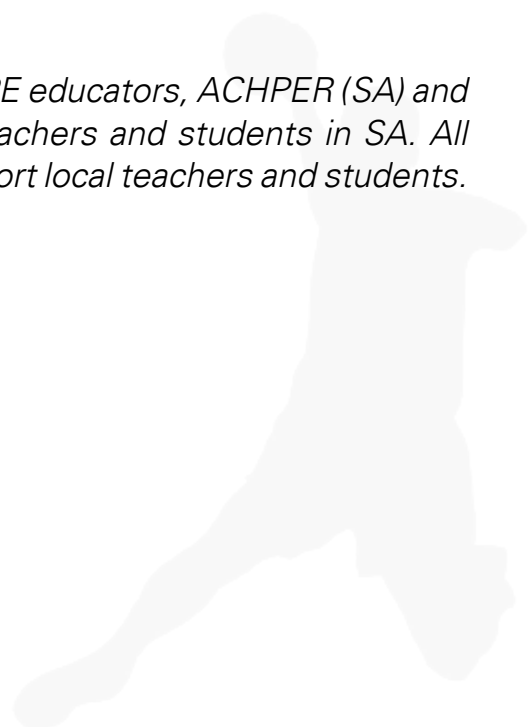 E educators, ACHPER (SA) and
achers and students in SA. All
ort local teachers and students.